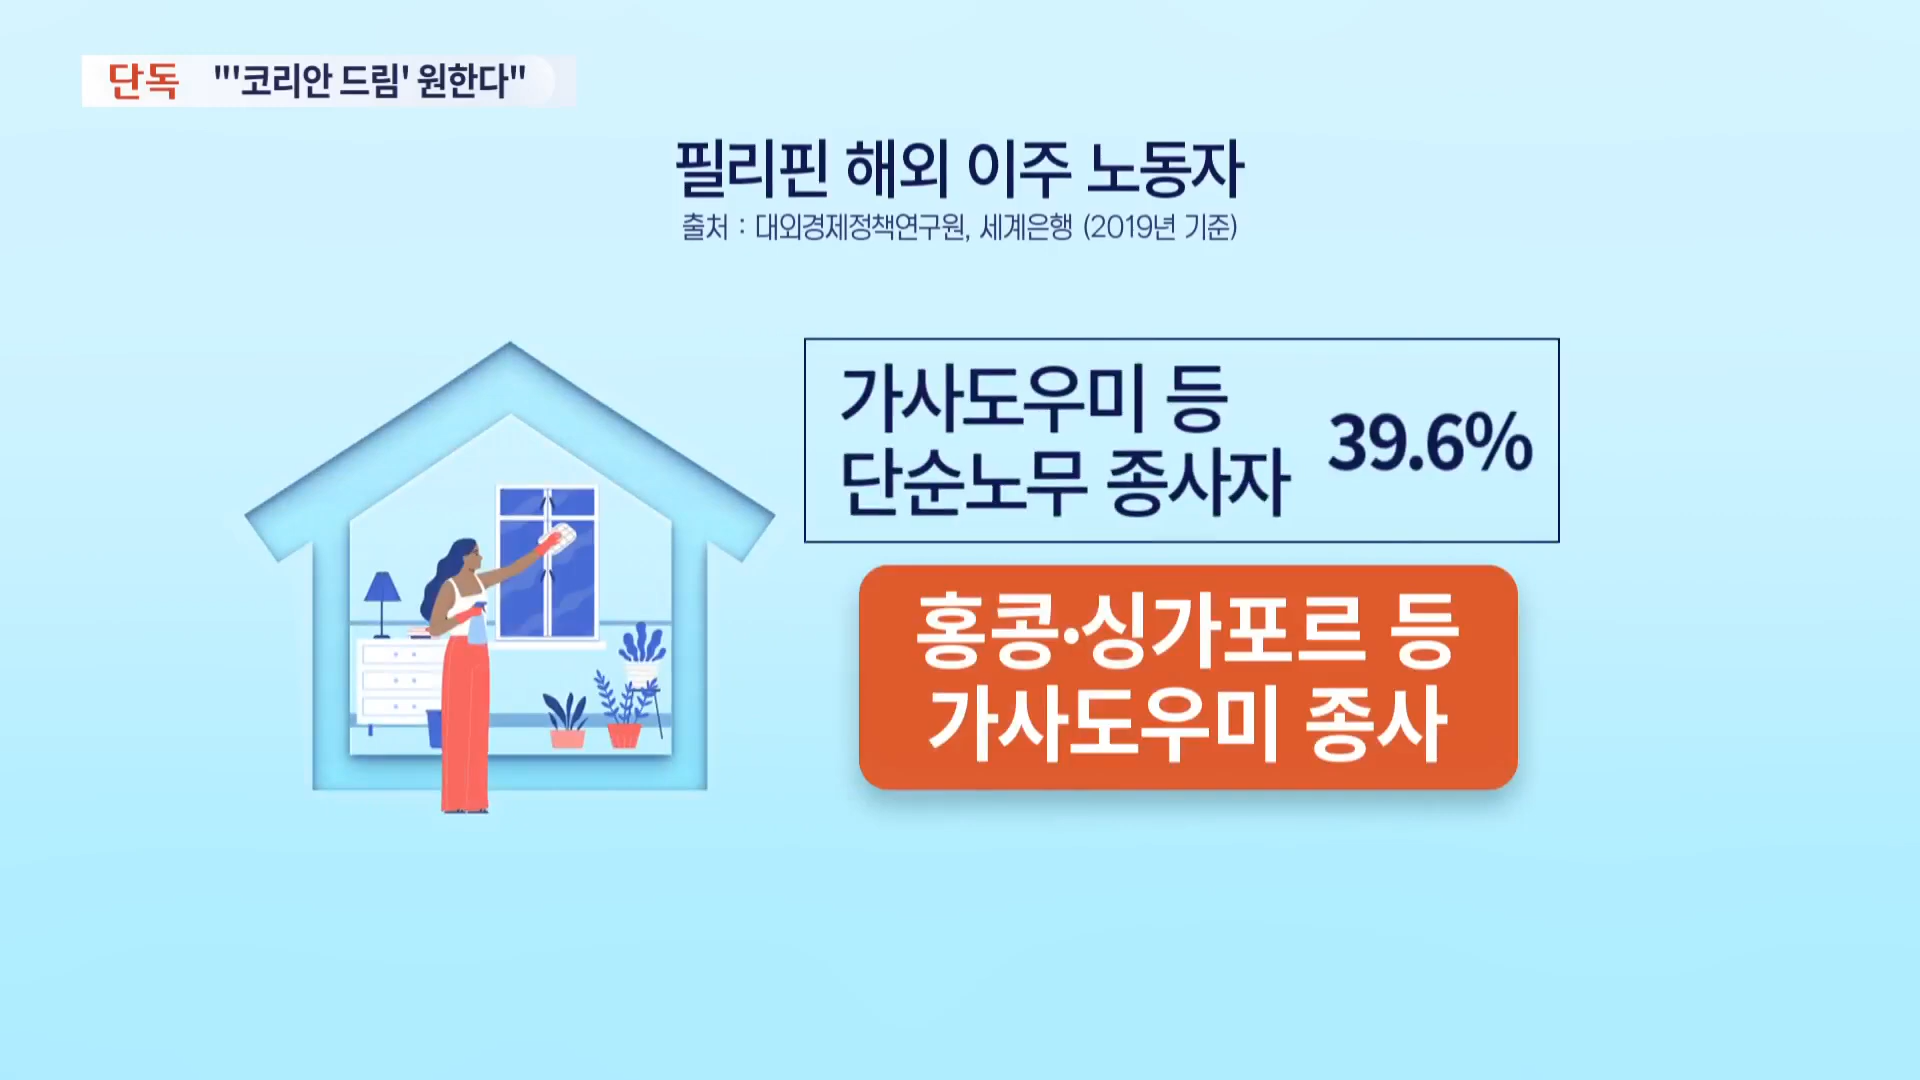 단독 "'코리안 드림' 원한다"
필리핀 해외 이주 노동자
출처 : 대외경제정책연구원, 세계은행 (2019년 기준)
가사도우미 등
단순노무 종사자
39.6%
홍콩·싱가포르 등
가사도우미 종사